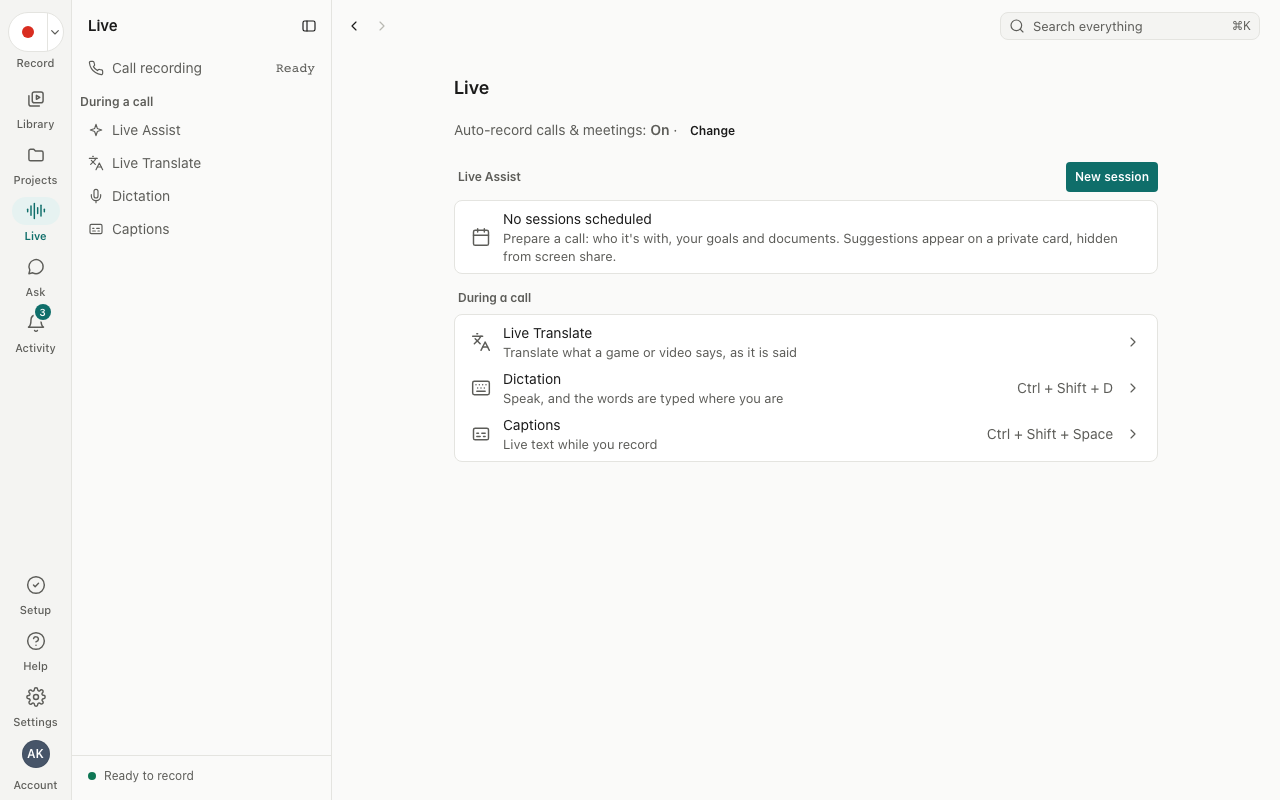 Record
Library
Projects
Live
Ask
3
Activity
Setup
Help
Settings
AK
Account
Live
Call recording Ready
During a call
Live Assist
Live Translate
Dictation
Captions
Ready to record
Search everything ⌘K
Live
Auto-record calls & meetings: On · Change
Live Assist New session
No sessions scheduled
Prepare a call: who it's with, your goals and documents. Suggestions appear on a private card, hidden
from screen share.
During a call
Live Translate
Translate what a game or video says, as it is said
Dictation
Speak, and the words are typed where you are
Ctrl + Shift + D
Captions
Live text while you record
Ctrl + Shift + Space